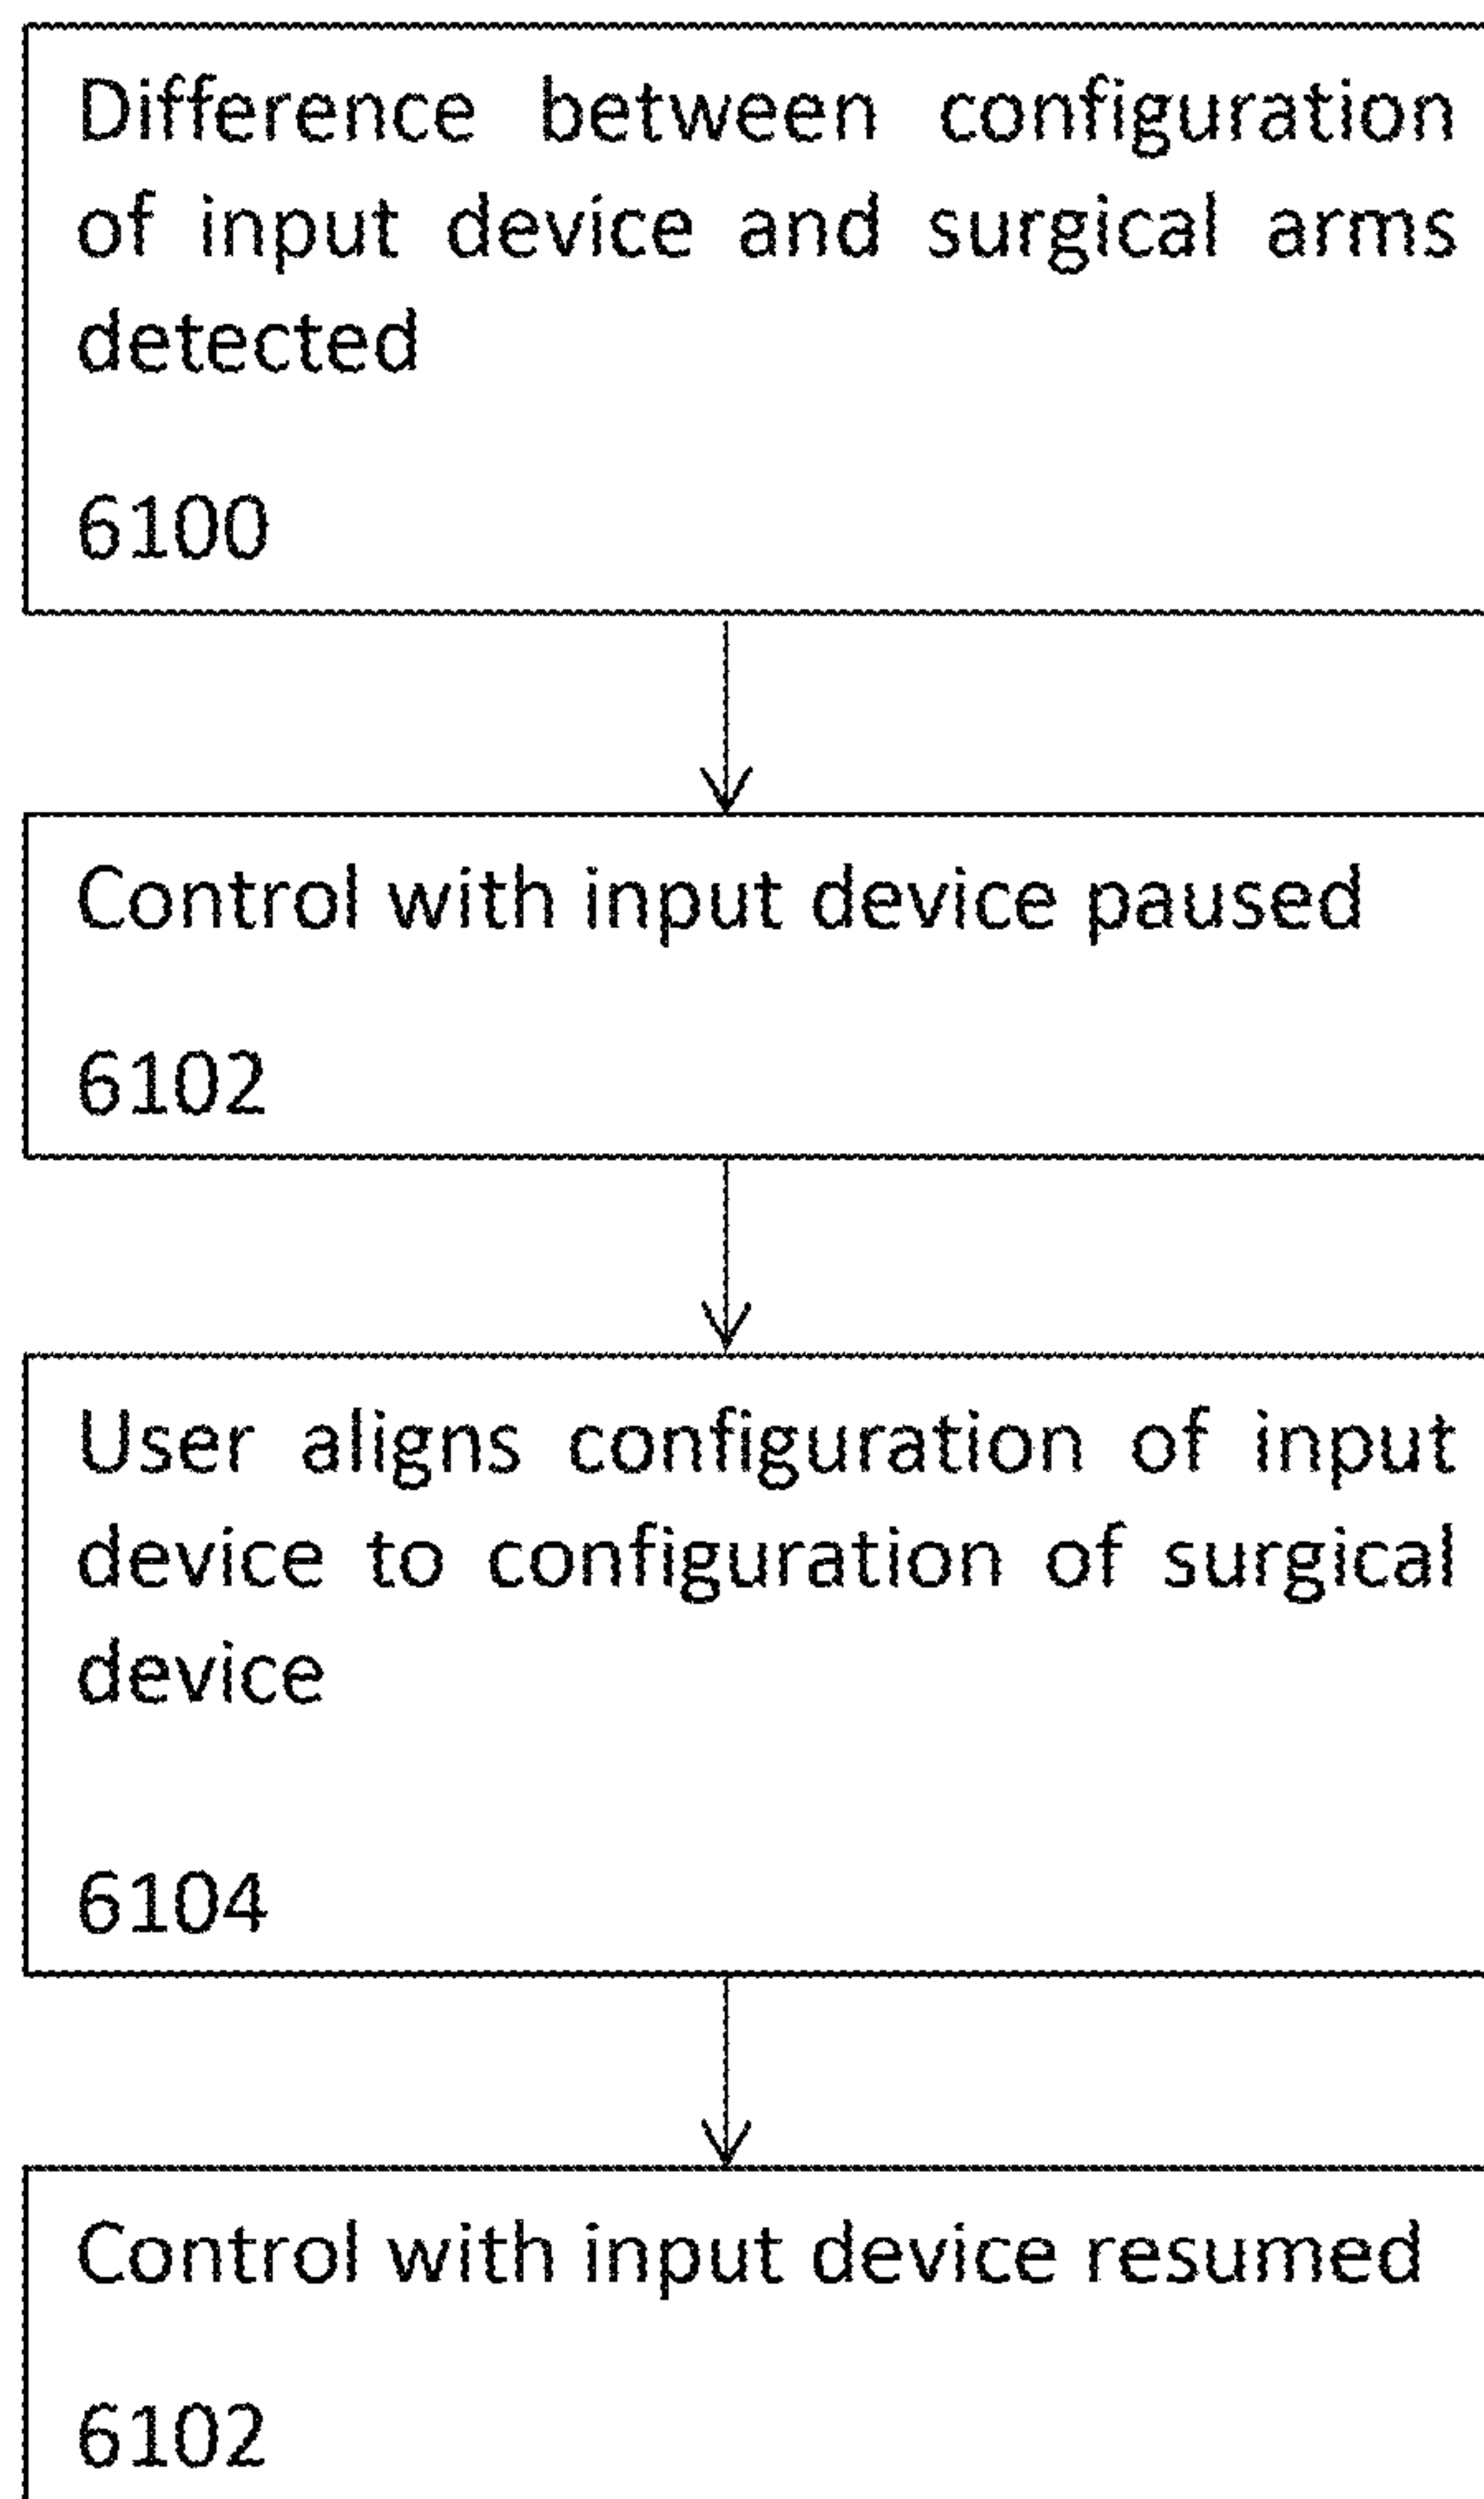 Difference between configuration
of input device and surgical arms
detected
6100
Control with input device paused
6102
User aligns configuration of input
device to configuration of surgical
device
6104
Control with input device resumed
6102